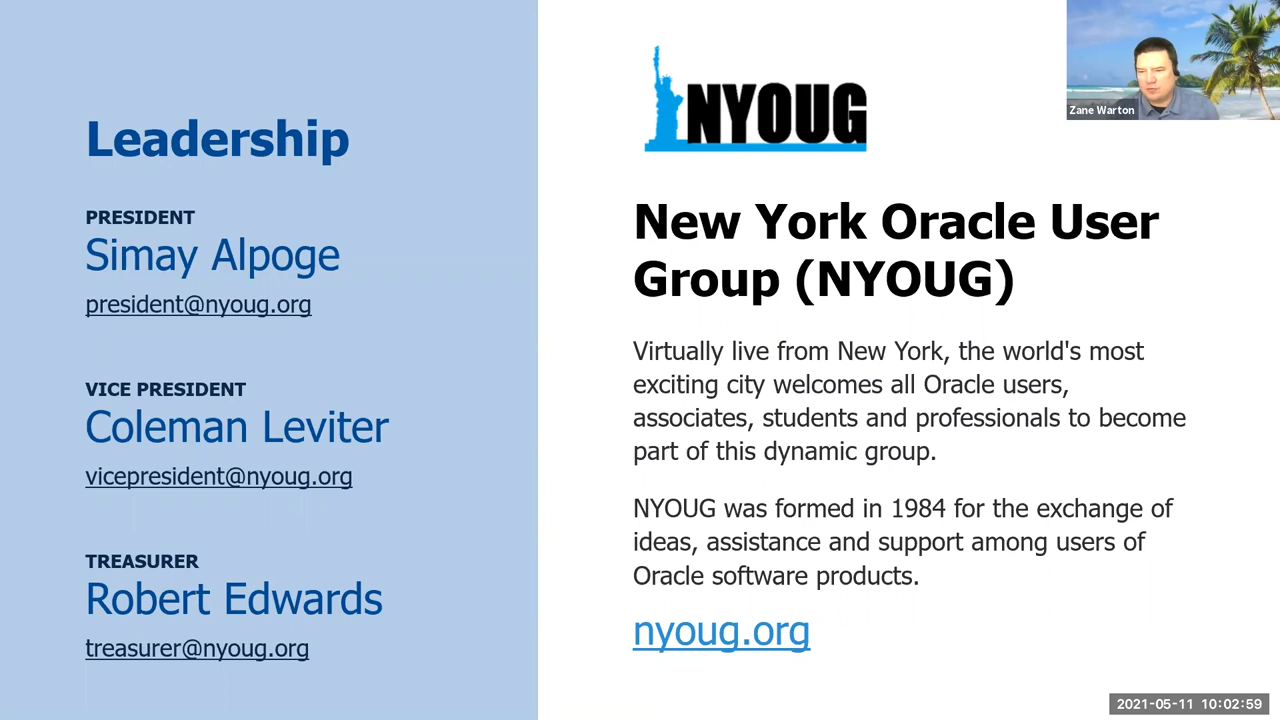 Leadership
PRESIDENT
Simay Alpoge
president@nyoug.org
VICE PRESIDENT
Coleman Leviter
vicepresident@nyoug.org
TREASURER
Robert Edwards
treasurer@nyoug.org
NYOUG
New York Oracle User
Group (NYOUG)
Virtually live from New York, the world's most
exciting city welcomes all Oracle users,
associates, students and professionals to become
part of this dynamic group.
NYOUG was formed in 1984 for the exchange of
ideas, assistance and support among users of
Oracle software products.
nyoug.org
Zane Warton
2021-05-11 10:02:59